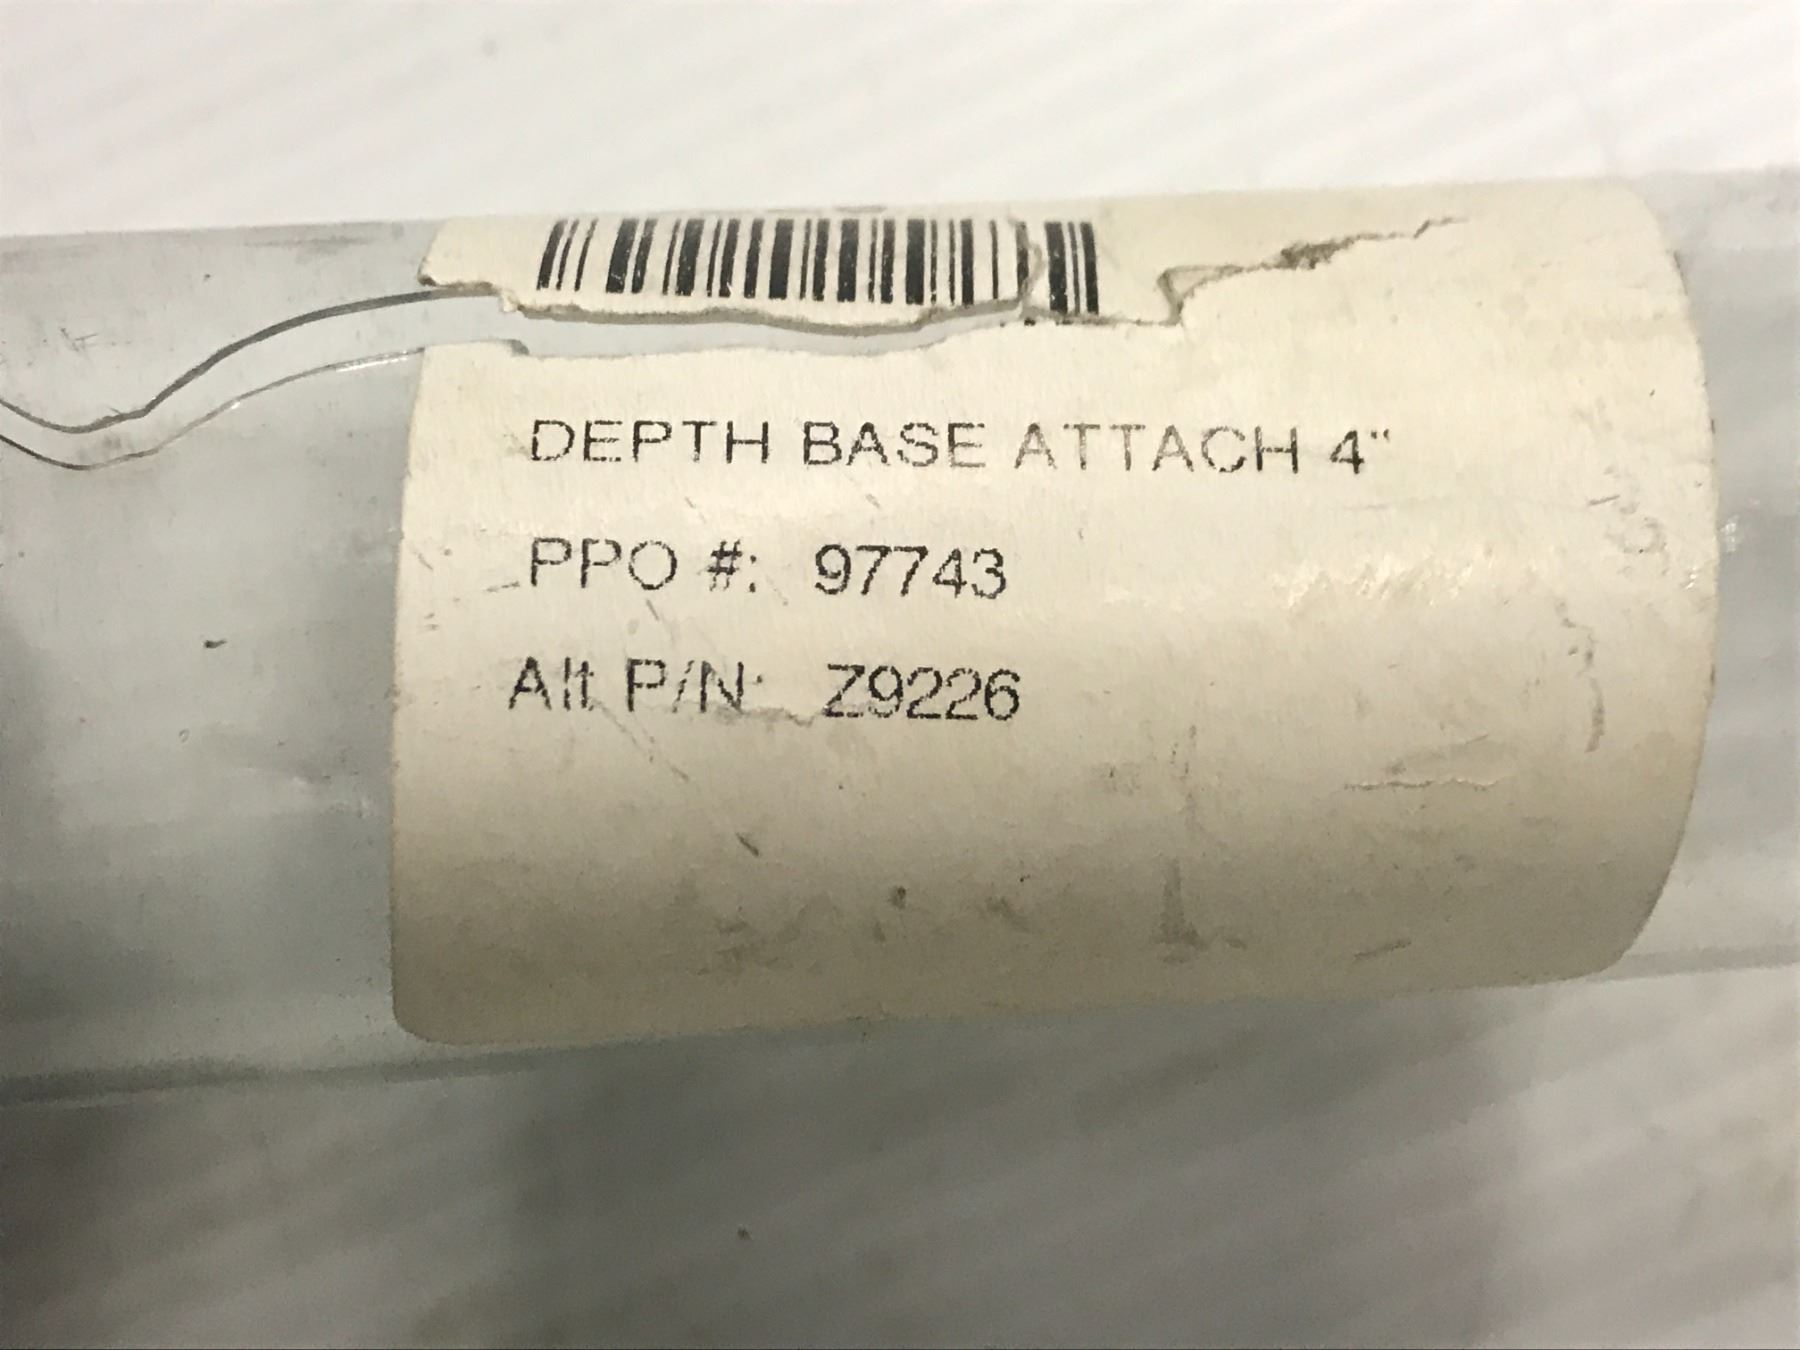 DEPTH BASE ATTACH 4"
PPO #: 97743
Alt P/N: Z9226